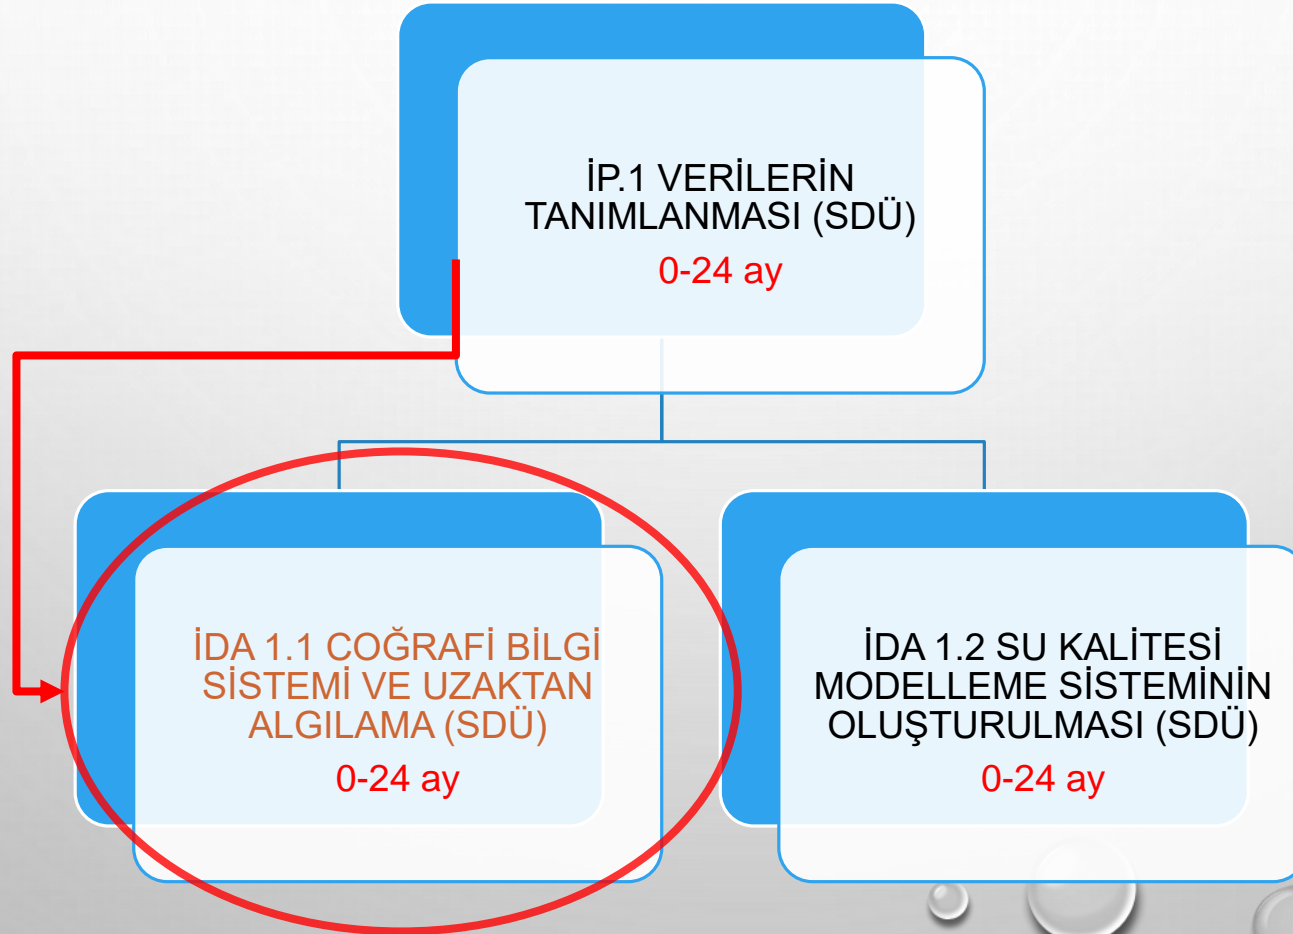 İP.1 VERİLERİN
TANIMLANMASI (SDÜ)
0-24 ay
İDA 1.1 COĞRAFİ BİLGİ
SİSTEMİ VE UZAKTAN
ALGILAMA (SDÜ)
0-24 ay
İDA 1.2 SU KALİTESİ
MODELLEME SİSTEMİNİN
OLUŞTURULMASI (SDÜ)
0-24 ay